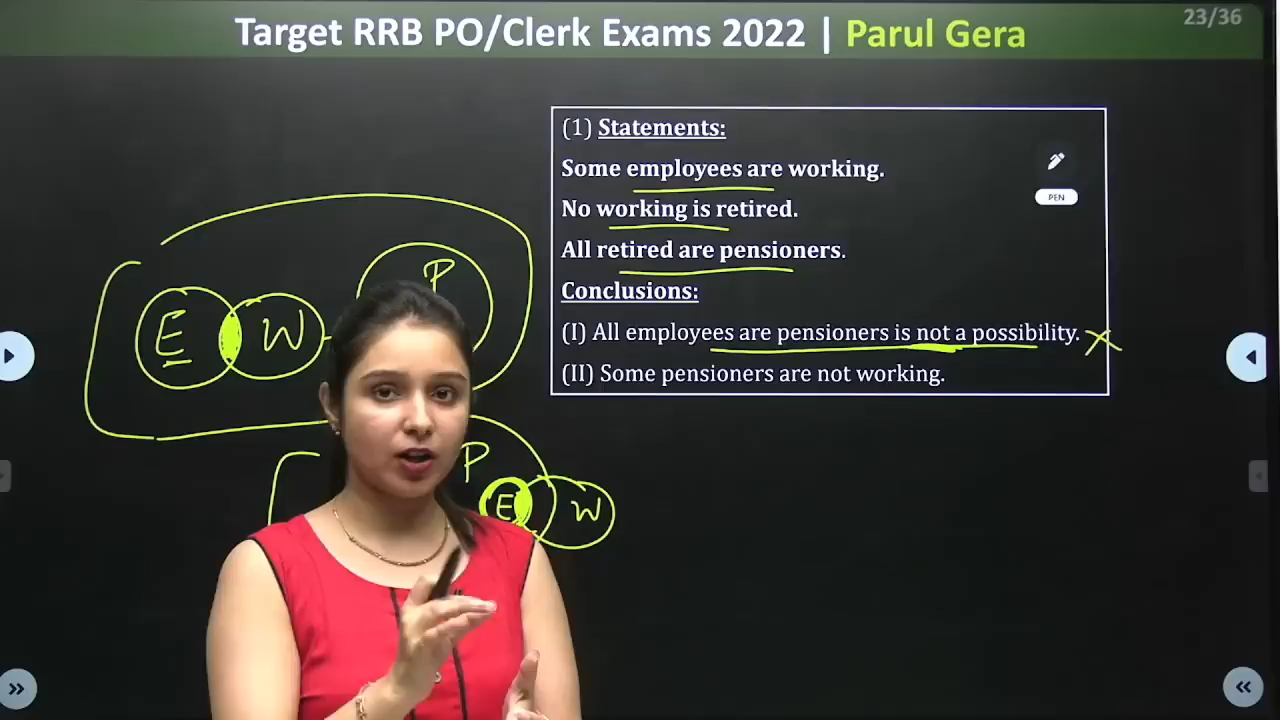 Target RRB PO/Clerk Exams 2022 | Parul Gera
23/36
(1) Statements:
Some employees are working.
No working is retired.
All retired are pensioners.
Conclusions:
(I) All employees are pensioners is not a possibility.
(II) Some pensioners are not working.
PEN
E W P
P
E W